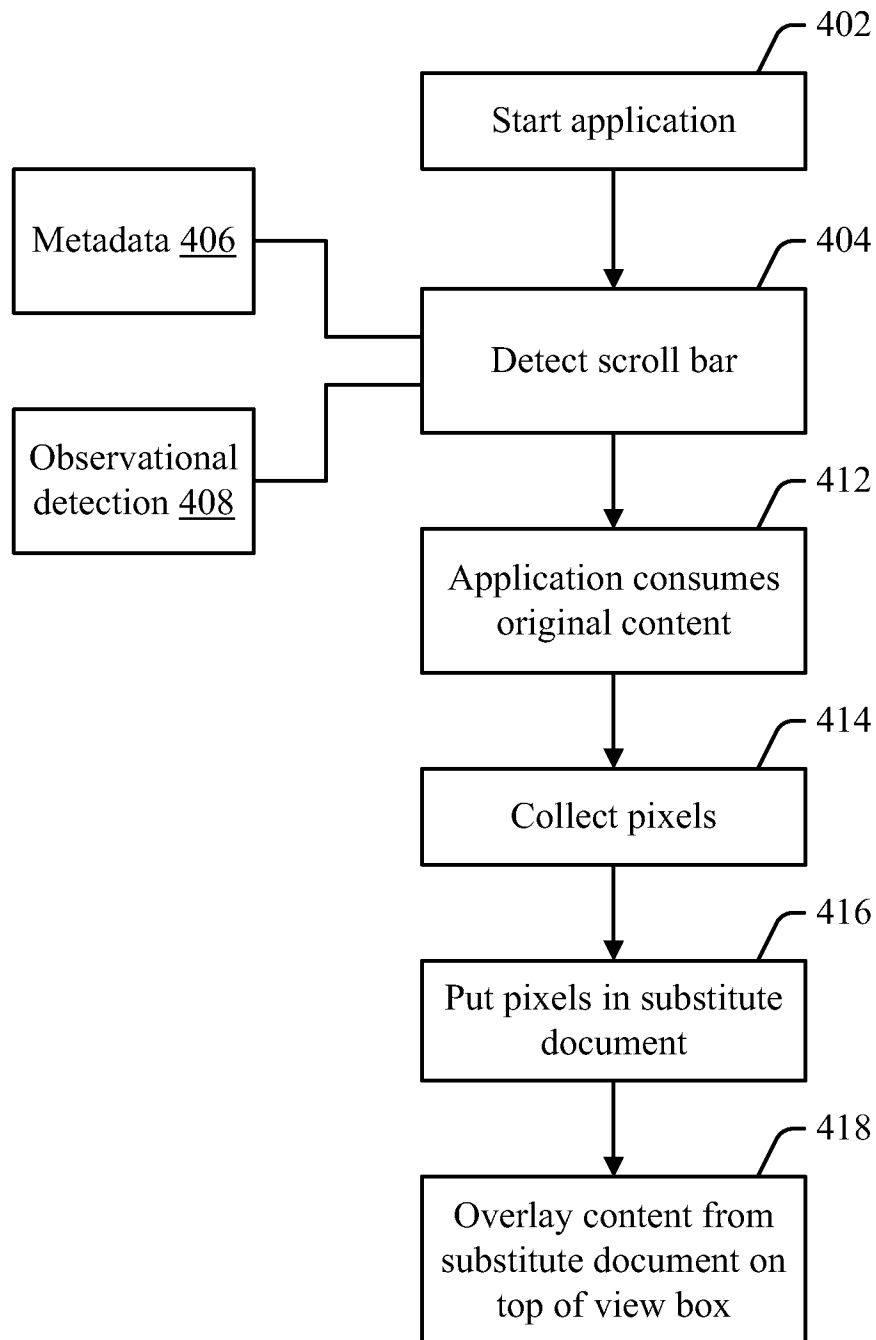 402
Start application
Metadata 406
404
Detect scroll bar
Observational
detection 408
412
Application consumes
original content
414
Collect pixels
416
Put pixels in substitute
document
418
Overlay content from
substitute document on
top of view box